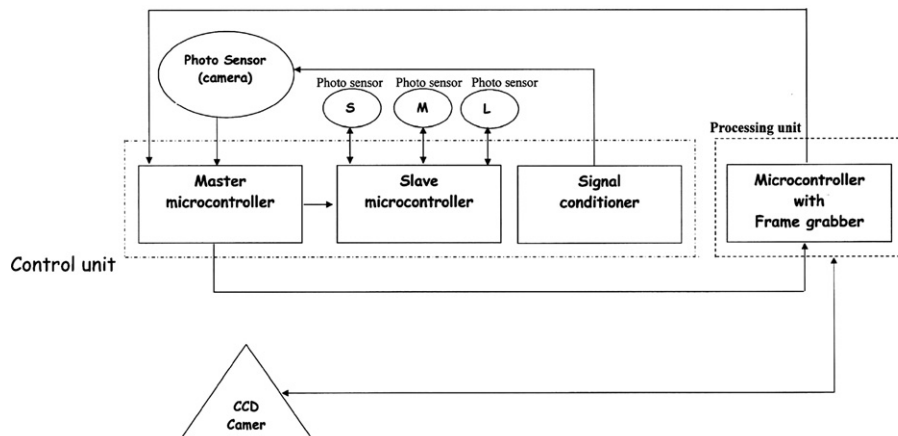 Photo Sensor
(camera)
Photo sensor
Photo sensor
Photo sensor
S
M
L
Processing unit
Master
microcontroller
Slave
microcontroller
Signal
conditioner
Microcontroller
with
Frame grabber
Control unit
CCD
Camer